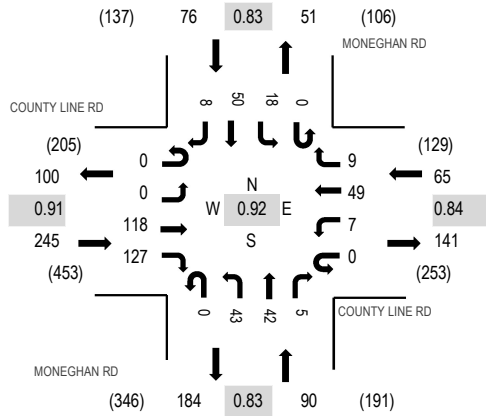 (137) 76 0.83 51 (106)
MONEGHAN RD
COUNTY LINE RD
8 50 18 0
(205) (129)
100 0 9 65
0 N 49
0.91 W 0.92 E 0.84
118 S 7
245 127 0 141
(453) (253)
0 43 42 5
COUNTY LINE RD
MONEGHAN RD
(346) 184 0.83 90 (191)